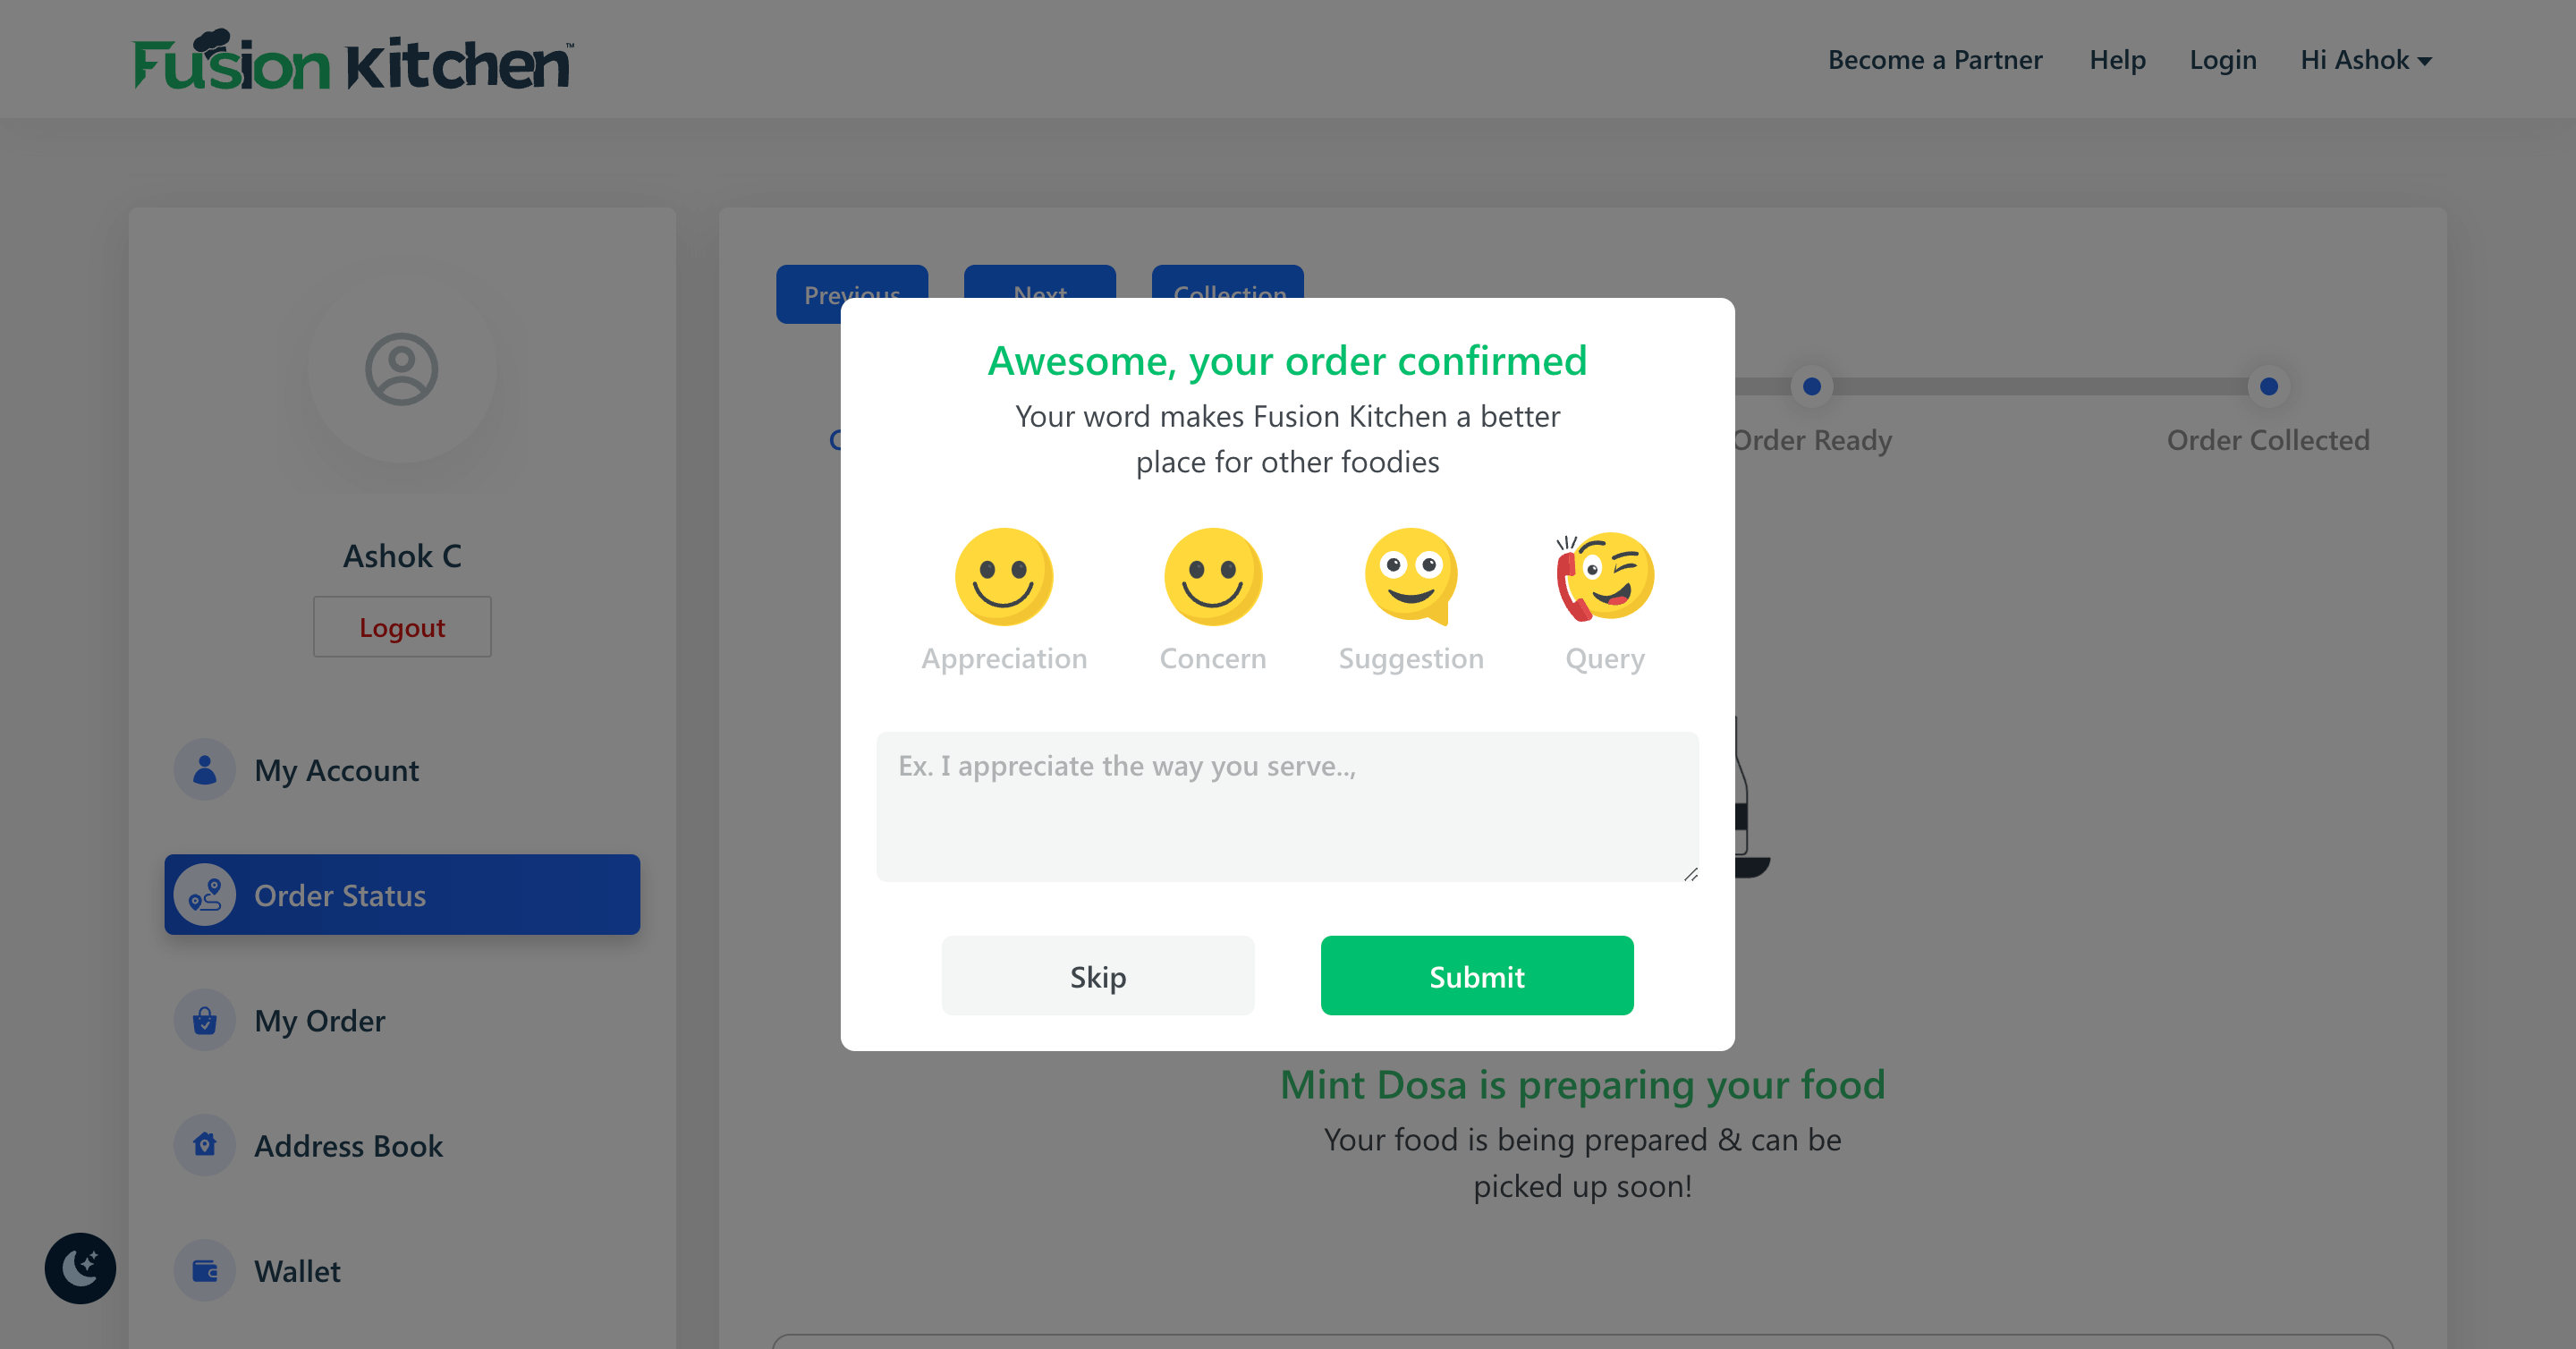 Fusion Kitchen™
Become a Partner
Help
Login
Hi Ashok
Previous
Next
Collection
Order Ready
Order Collected
Awesome, your order confirmed
Your word makes Fusion Kitchen a better
place for other foodies
Appreciation
Concern
Suggestion
Query
Ex. I appreciate the way you serve..,
Skip
Submit
Ashok C
Logout
My Account
Order Status
My Order
Address Book
Wallet
Mint Dosa is preparing your food
Your food is being prepared & can be
picked up soon!